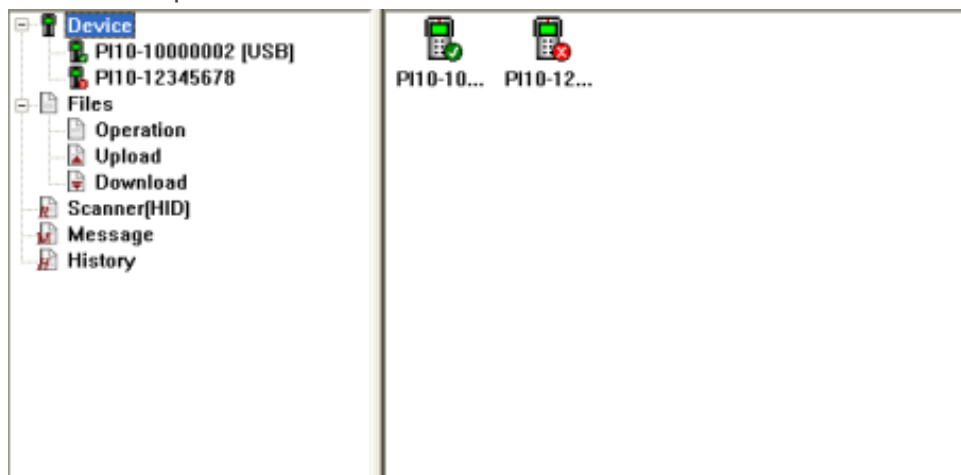 Device
PI10-10000002 [USB]
PI10-12345678
Files
Operation
Upload
Download
Scanner(HID)
Message
History
PI10-10... PI10-12...